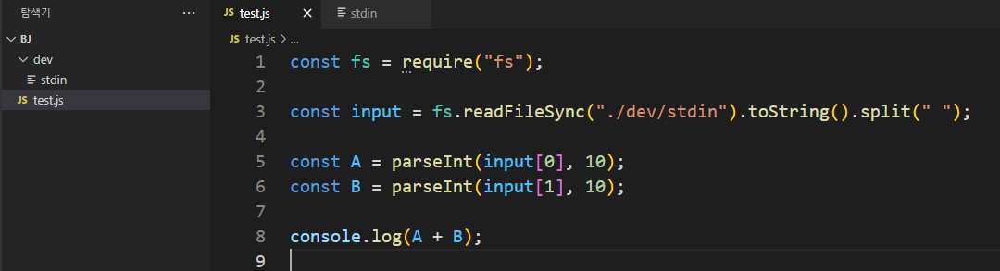 탐색기 ...
JS test.js × stdin
BJ
JS test.js > ...
dev
stdin
JS test.js
1 const fs = require("fs");
2
3 const input = fs.readFileSync("./dev/stdin").toString().split(" ");
4
5 const A = parseInt(input[0], 10);
6 const B = parseInt(input[1], 10);
7
8 console.log(A + B);
9